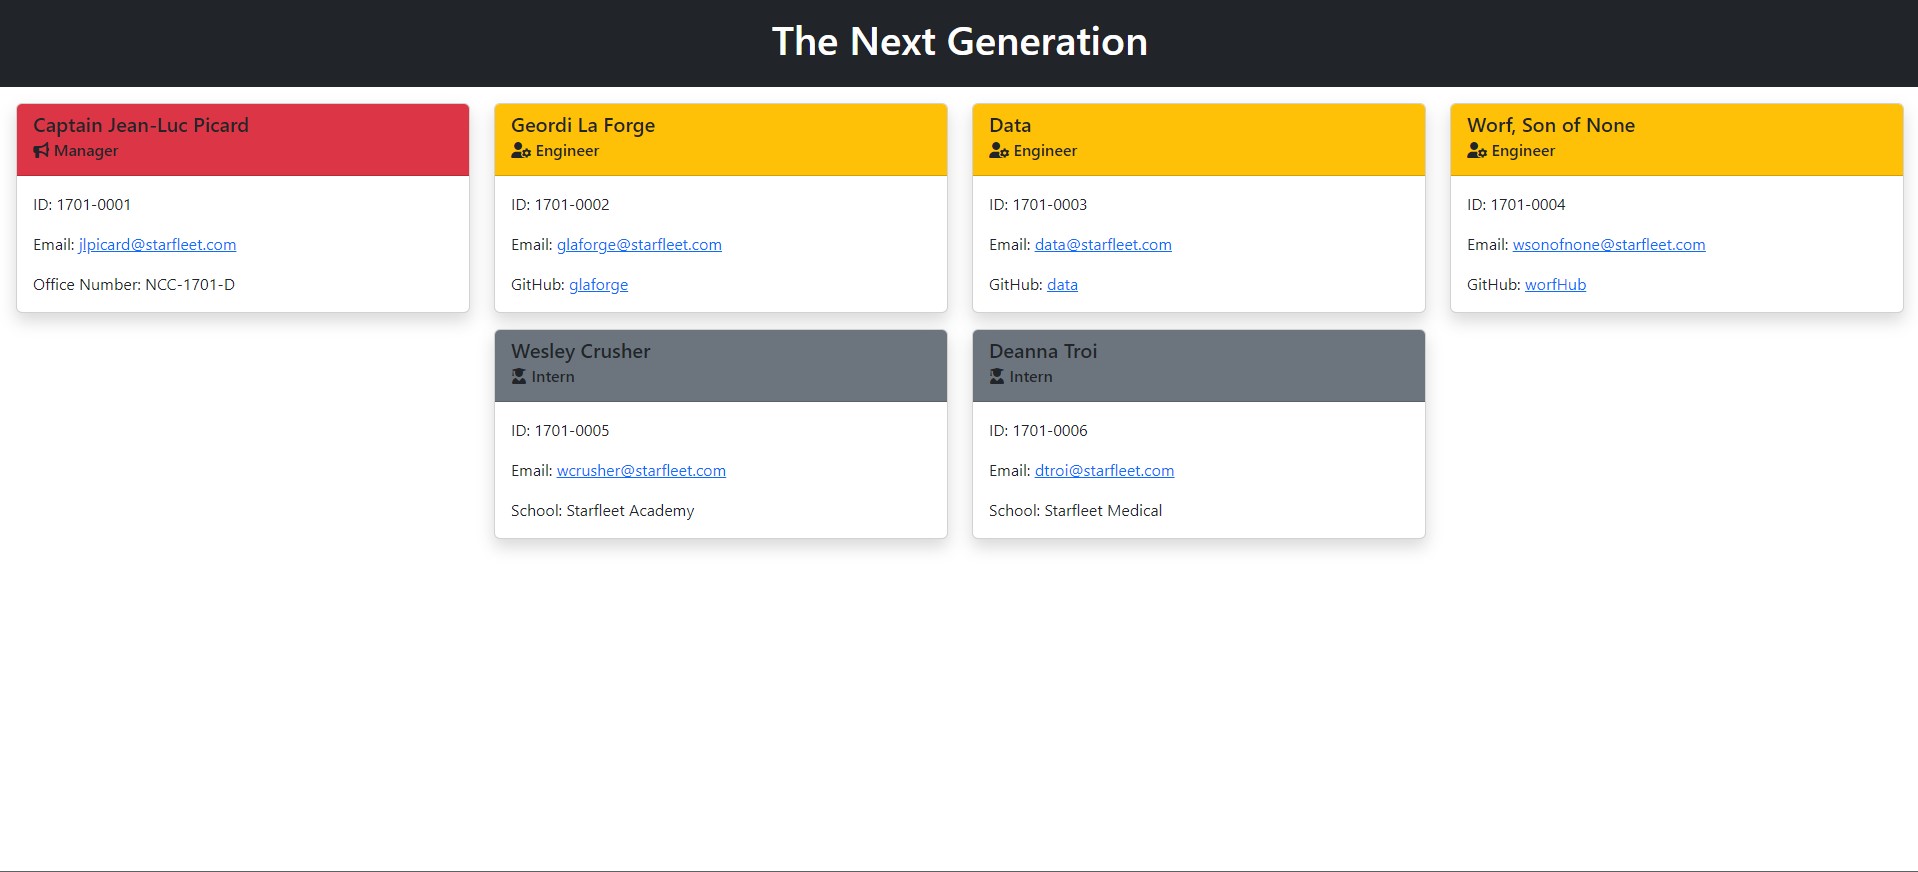 The Next Generation
Captain Jean-Luc Picard
Manager
ID: 1701-0001
Email: jlpicard@starfleet.com
Office Number: NCC-1701-D
Geordi La Forge
Engineer
ID: 1701-0002
Email: glaforge@starfleet.com
GitHub: glaforge
Data
Engineer
ID: 1701-0003
Email: data@starfleet.com
GitHub: data
Worf, Son of None
Engineer
ID: 1701-0004
Email: wsonofnone@starfleet.com
GitHub: worfHub
Wesley Crusher
Intern
ID: 1701-0005
Email: wcrusher@starfleet.com
School: Starfleet Academy
Deanna Troi
Intern
ID: 1701-0006
Email: dtroi@starfleet.com
School: Starfleet Medical